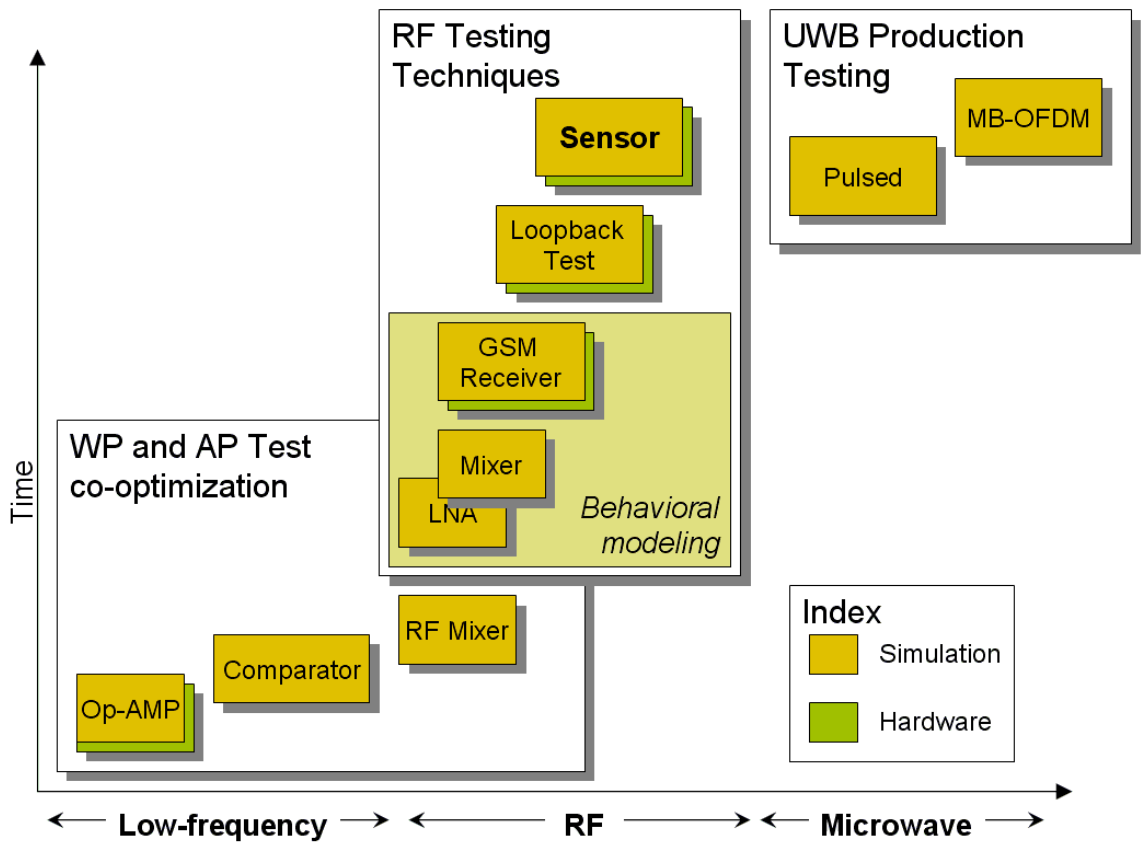 RF Testing
Techniques
UWB Production
Testing
MB-OFDM
Sensor
Pulsed
Loopback
Test
GSM
Receiver
WP and AP Test
co-optimization
Mixer
LNA
Behavioral
modeling
Time
RF Mixer
Comparator
Op-AMP
Index
Simulation
Hardware
Low-frequency
RF
Microwave